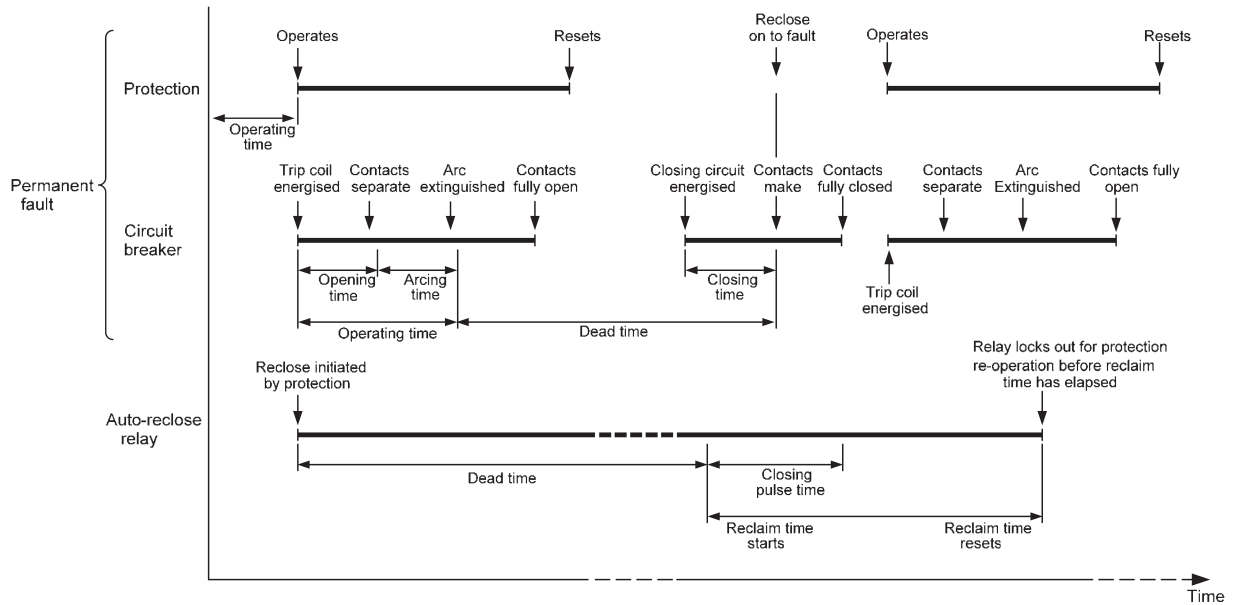 Operates
Resets
Reclose
on to fault
Operates
Resets
Protection
Operating
time
Permanent
fault
Trip coil
energised
Contacts
separate
Arc
extinguished
Contacts
fully open
Closing circuit
energised
Contacts
make
Contacts
fully closed
Contacts
separate
Arc
Extinguished
Contacts fully
open
Circuit
breaker
Opening
time
Arcing
time
Closing
time
Trip coil
energised
Operating time
Dead time
Reclose initiated
by protection
Relay locks out for protection
re-operation before reclaim
time has elapsed
Auto-reclose
relay
Dead time
Closing
pulse time
Reclaim time
starts
Reclaim time
resets
Time